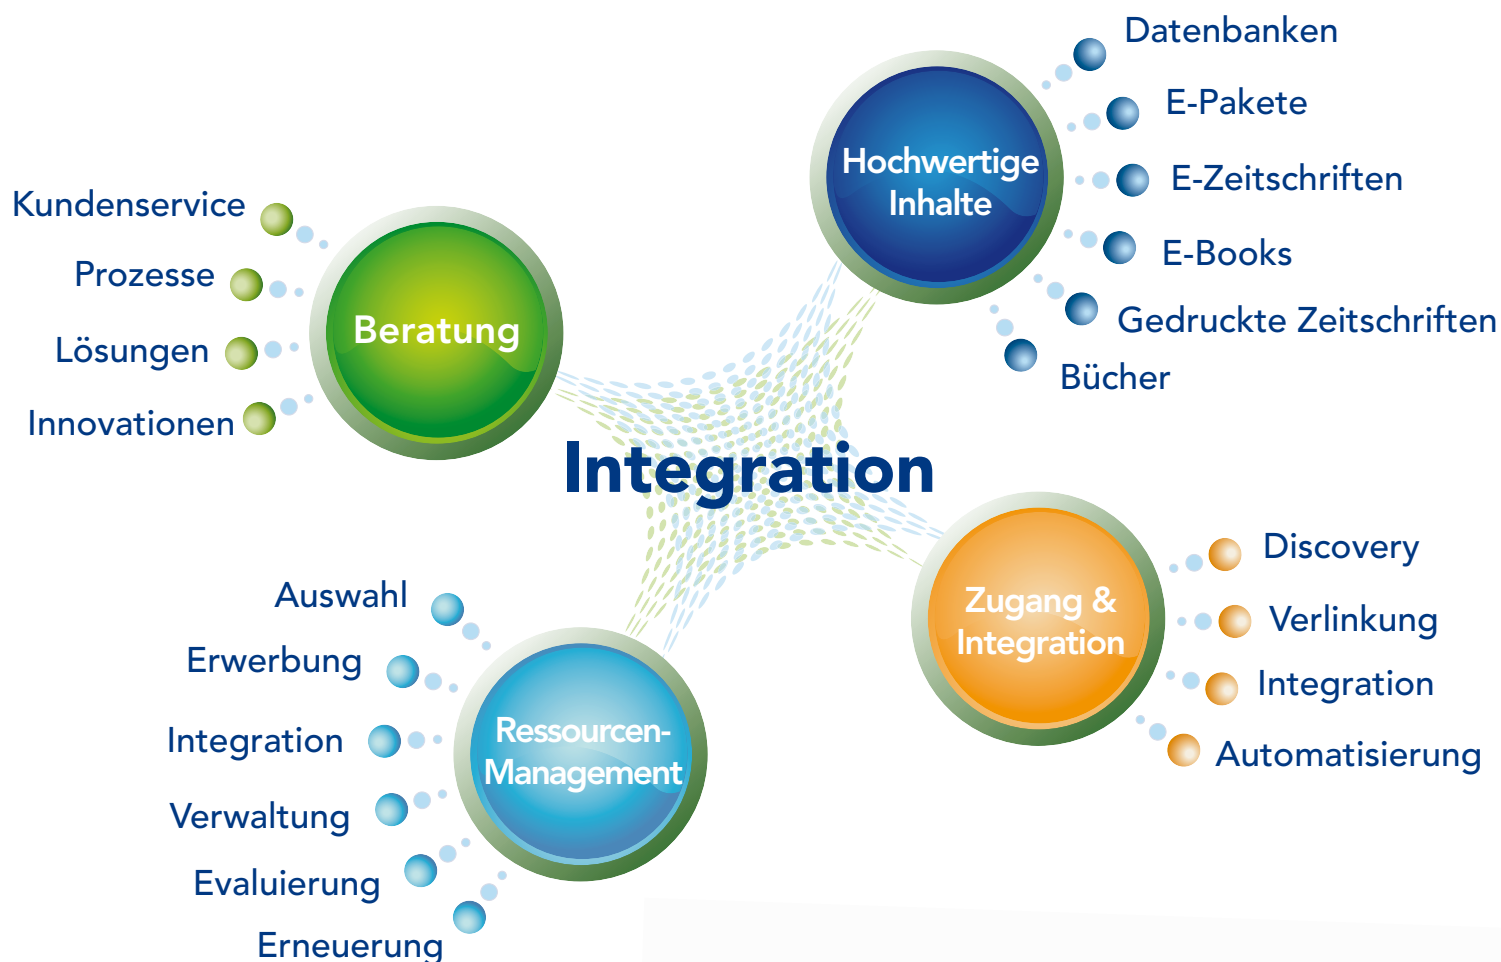 Kundenservice
Prozesse
Lösungen
Innovationen
Beratung
Hochwertige
Inhalte
Datenbanken
E-Pakete
E-Zeitschriften
E-Books
Gedruckte Zeitschriften
Bücher
Integration
Auswahl
Erwerbung
Integration
Verwaltung
Evaluierung
Erneuerung
Ressourcen-
Management
Zugang &
Integration
Discovery
Verlinkung
Integration
Automatisierung